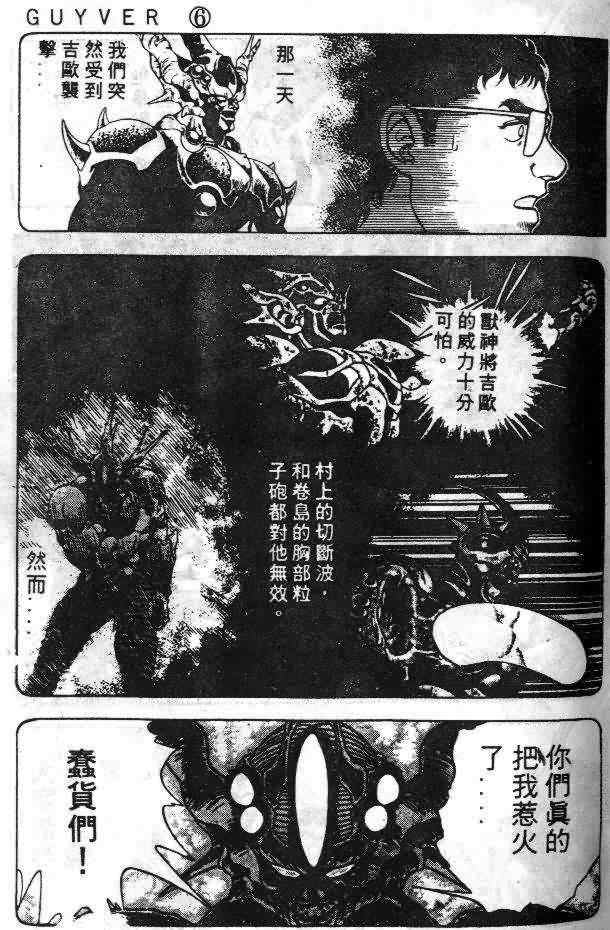 GUYVER ⑥
那一天
我們突
然受到
吉歐襲
擊‥‥
獸神將吉歐
的威力十分
可怕。
村上的切斷波，
和卷島的胸部粒
子砲都對他無效。
然而‥‥‥
你們真的
把我惹火
了‥‥‥
蠢貨們！